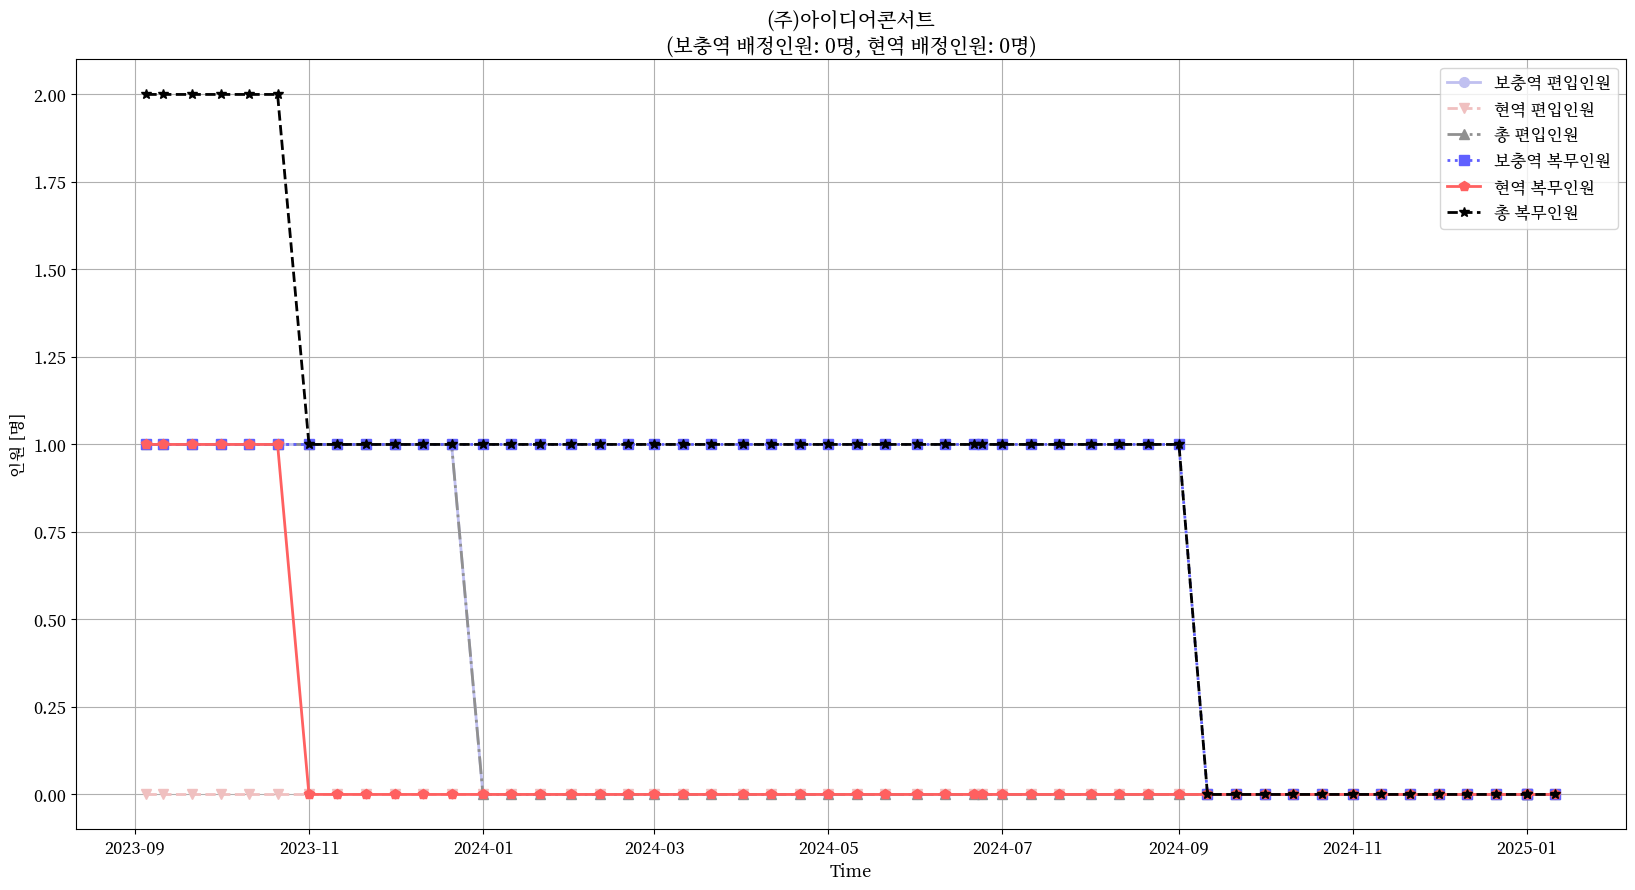 (주)아이디어콘서트
(보충역 배정인원: 0명, 현역 배정인원: 0명)
보충역 편입인원
현역 편입인원
총 편입인원
보충역 복무인원
현역 복무인원
총 복무인원
인원 [명]
2.00
1.75
1.50
1.25
1.00
0.75
0.50
0.25
0.00
2023-09 2023-11 2024-01 2024-03 2024-05 2024-07 2024-09 2024-11 2025-01
Time